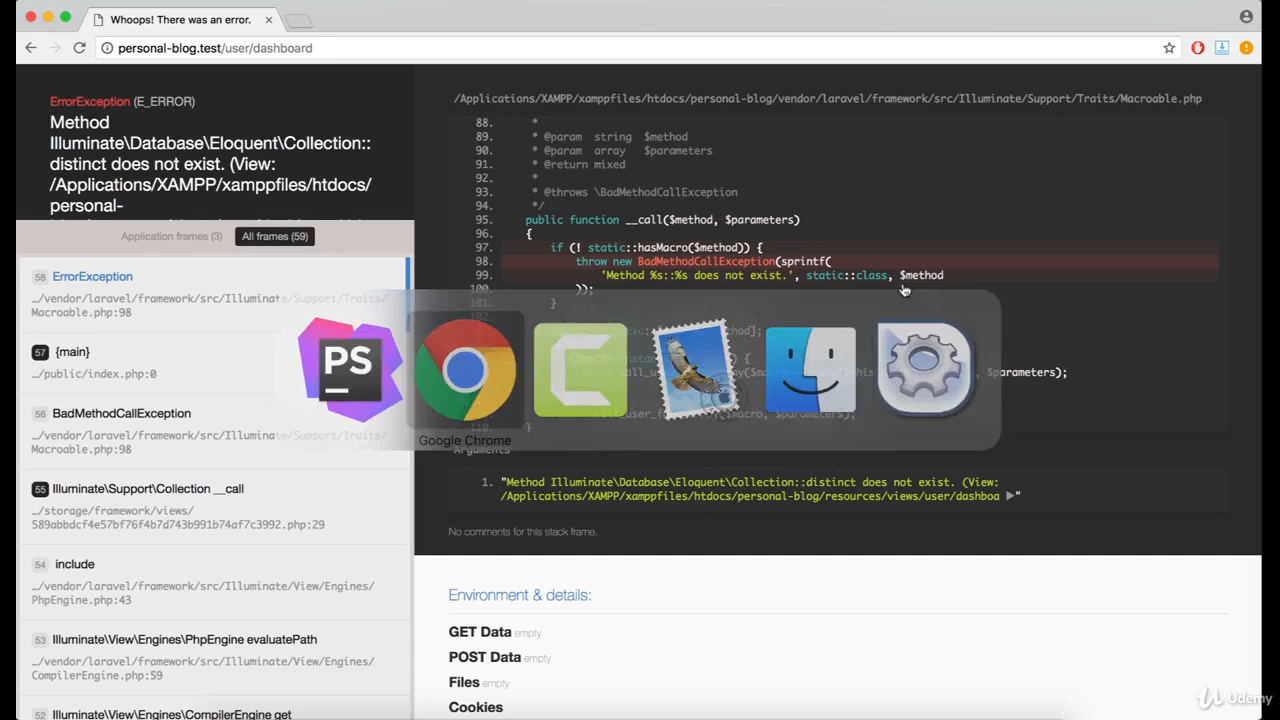 Whoops! There was an error.
personal-blog.test/user/dashboard
ErrorException (E_ERROR)
Method
Illuminate\Database\Eloquent\Collection::
distinct does not exist. (View:
/Applications/XAMPP/xamppfiles/htdocs/
personal-
Application frames (3)
All frames (59)
58 ErrorException
…/vendor/laravel/framework/src/Illuminate/Support/Traits/
Macroable.php:98
57 {main}
…/public/index.php:0
56 BadMethodCallException
Macroable.php:98
55 Illuminate\Support\Collection __call
…/storage/framework/views/
589abbdcf4e57bf76f4b7d743b991b74af7c3992.php:29
54 include
…/vendor/laravel/framework/src/Illuminate/View/Engines/
PhpEngine.php:43
53 Illuminate\View\Engines\PhpEngine evaluatePath
…/vendor/laravel/framework/src/Illuminate/View/Engines/
CompilerEngine.php:59
52 Illuminate\View\Engines\CompilerEngine get
/Applications/XAMPP/xamppfiles/htdocs/personal-blog/vendor/laravel/framework/src/Illuminate/Support/Traits/Macroable.php
88. *
89. * @param string $method
90. * @param array $parameters
91. * @return mixed
92. *
93. * @throws \BadMethodCallException
94. */
95. public function __call($method, $parameters)
96. {
97. if (! static::hasMacro($method)) {
98. throw new BadMethodCallException(sprintf(
99. 'Method %s::%s does not exist.', static::class, $method
100. ));
101. }
, $parameters);
110. }
PS
Google Chrome
Arguments
1. "Method Illuminate\Database\Eloquent\Collection::distinct does not exist. (View:
/Applications/XAMPP/xamppfiles/htdocs/personal-blog/resources/views/user/dashboa ▶"
No comments for this stack frame.
Environment & details:
GET Data empty
POST Data empty
Files empty
Cookies
Udemy